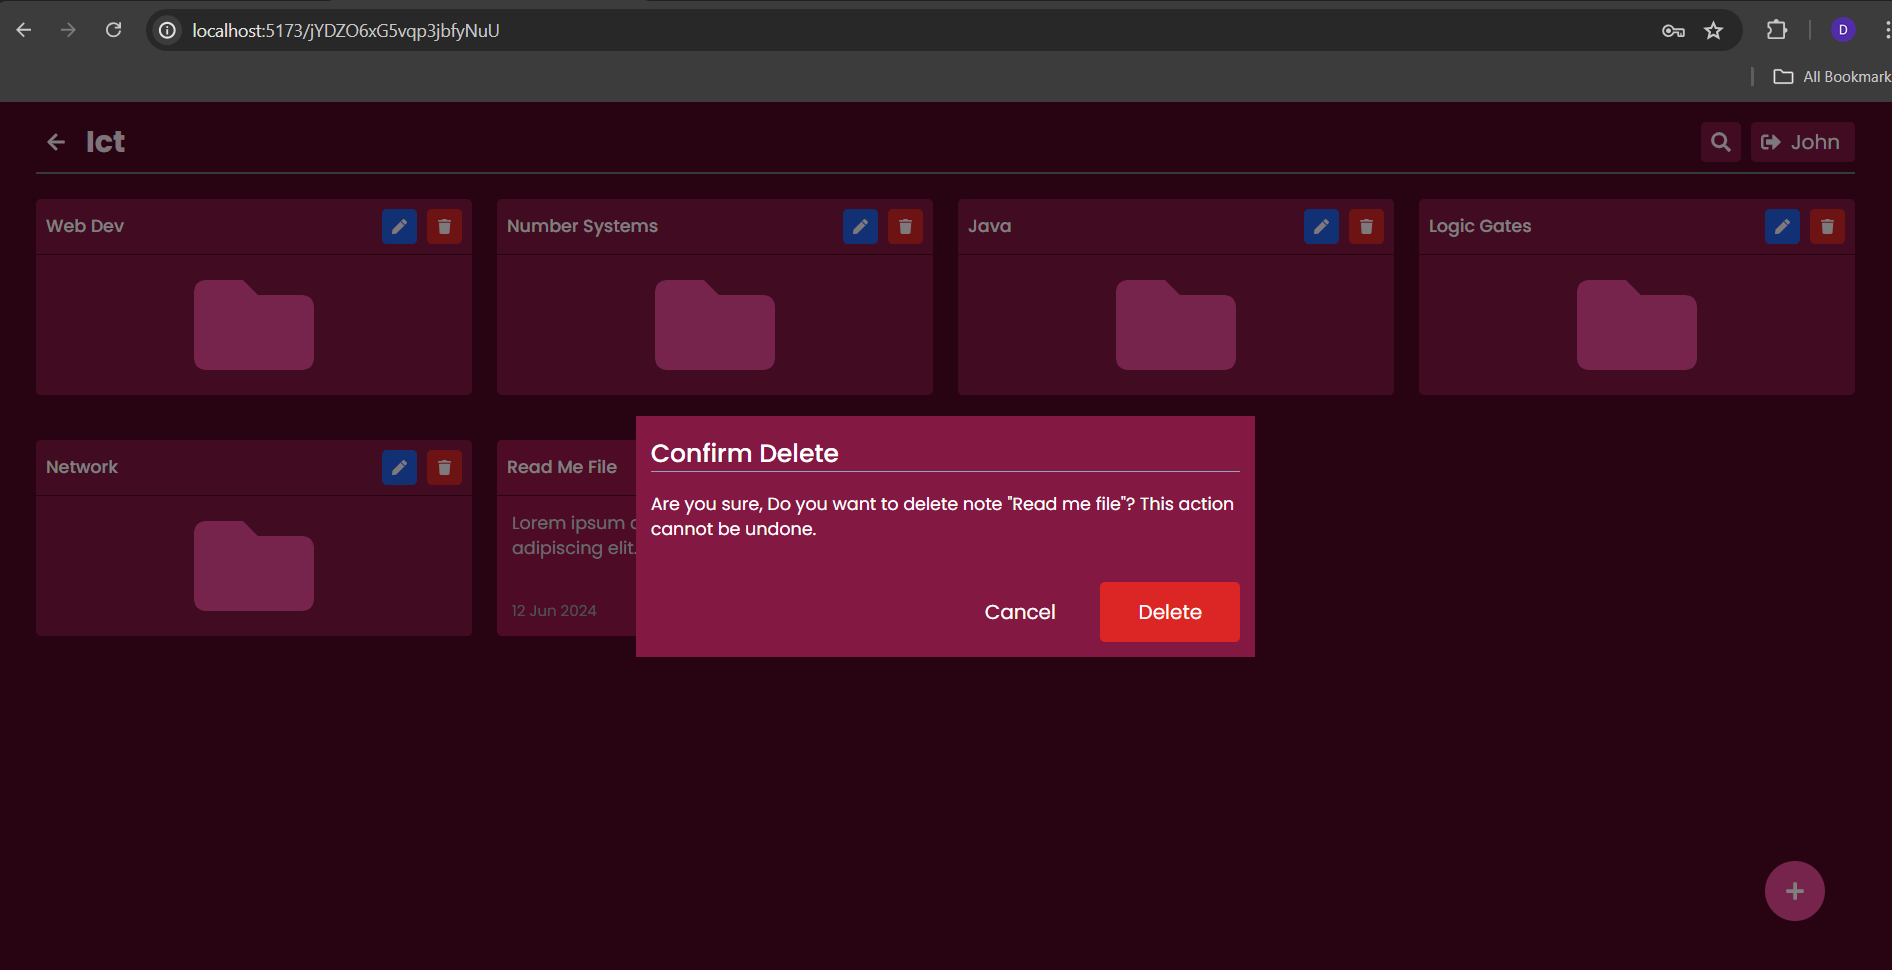 localhost:5173/jYDZO6xG5vqp3jbfyNuU
D
All Bookmark
Ict
John
Web Dev
Number Systems
Java
Logic Gates
Network
Read Me File
Lorem ipsum
adipiscing elit.
12 Jun 2024
Confirm Delete
Are you sure, Do you want to delete note "Read me file"? This action
cannot be undone.
Cancel
Delete